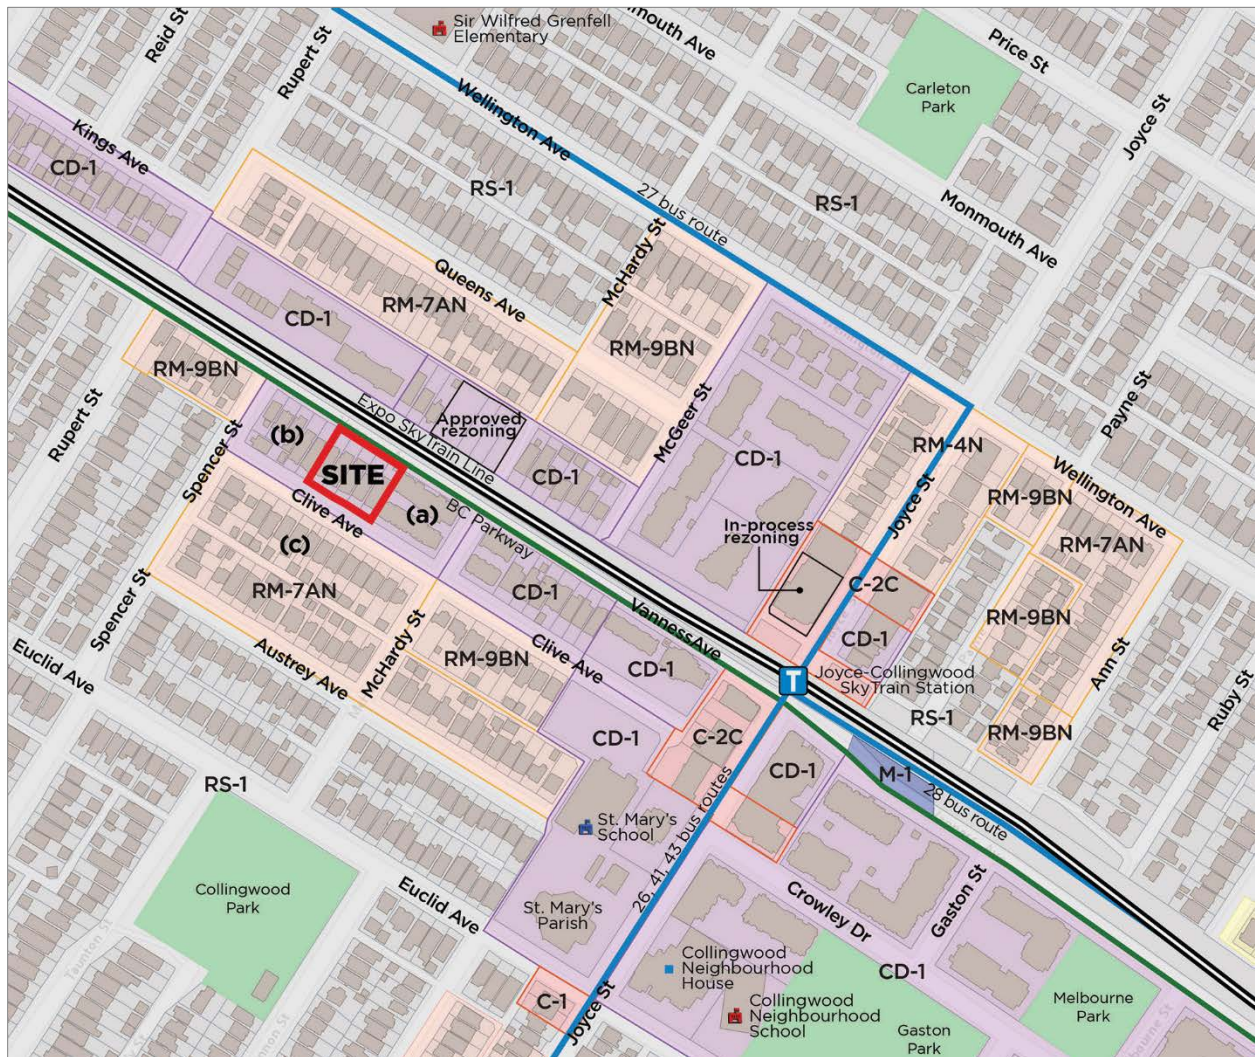 Sir Wilfred Grenfell
Elementary
Monmouth Ave
Price St
Reid St
Rupert St
Carleton
Park
Joyce St
Wellington Ave
Kings Ave
CD-1
RS-1
27 bus route
RS-1
Monmouth Ave
McHardy St
Queens Ave
RM-7AN
CD-1
RM-9BN
RM-9BN
Expo SkyTrain Line
Approved
rezoning
McGeer St
Payne St
CD-1
RM-4N
Wellington Ave
Rupert St
Spencer St
(b)
SITE
(a)
BC Parkway
CD-1
Joyce St
RM-9BN
In-process
rezoning
RM-7AN
Clive Ave
(c)
RM-7AN
CD-1
C-2C
RM-9BN
Spencer St
Vanness Ave
CD-1
Ann St
Euclid Ave
Austrey Ave
McHardy St
RM-9BN
Clive Ave
CD-1
T
Joyce-Collingwood
SkyTrain Station
RS-1
Ruby St
RM-9BN
CD-1
C-2C
CD-1
M-1
28 bus route
RS-1
St. Mary's
School
26, 41, 43 bus routes
Collingwood
Park
Euclid Ave
St. Mary's
Parish
Crowley Dr
Gaston St
Collingwood
Neighbourhood
House
CD-1
C-1
Joyce St
Collingwood
Neighbourhood
School
Gaston
Park
Melbourne
Park